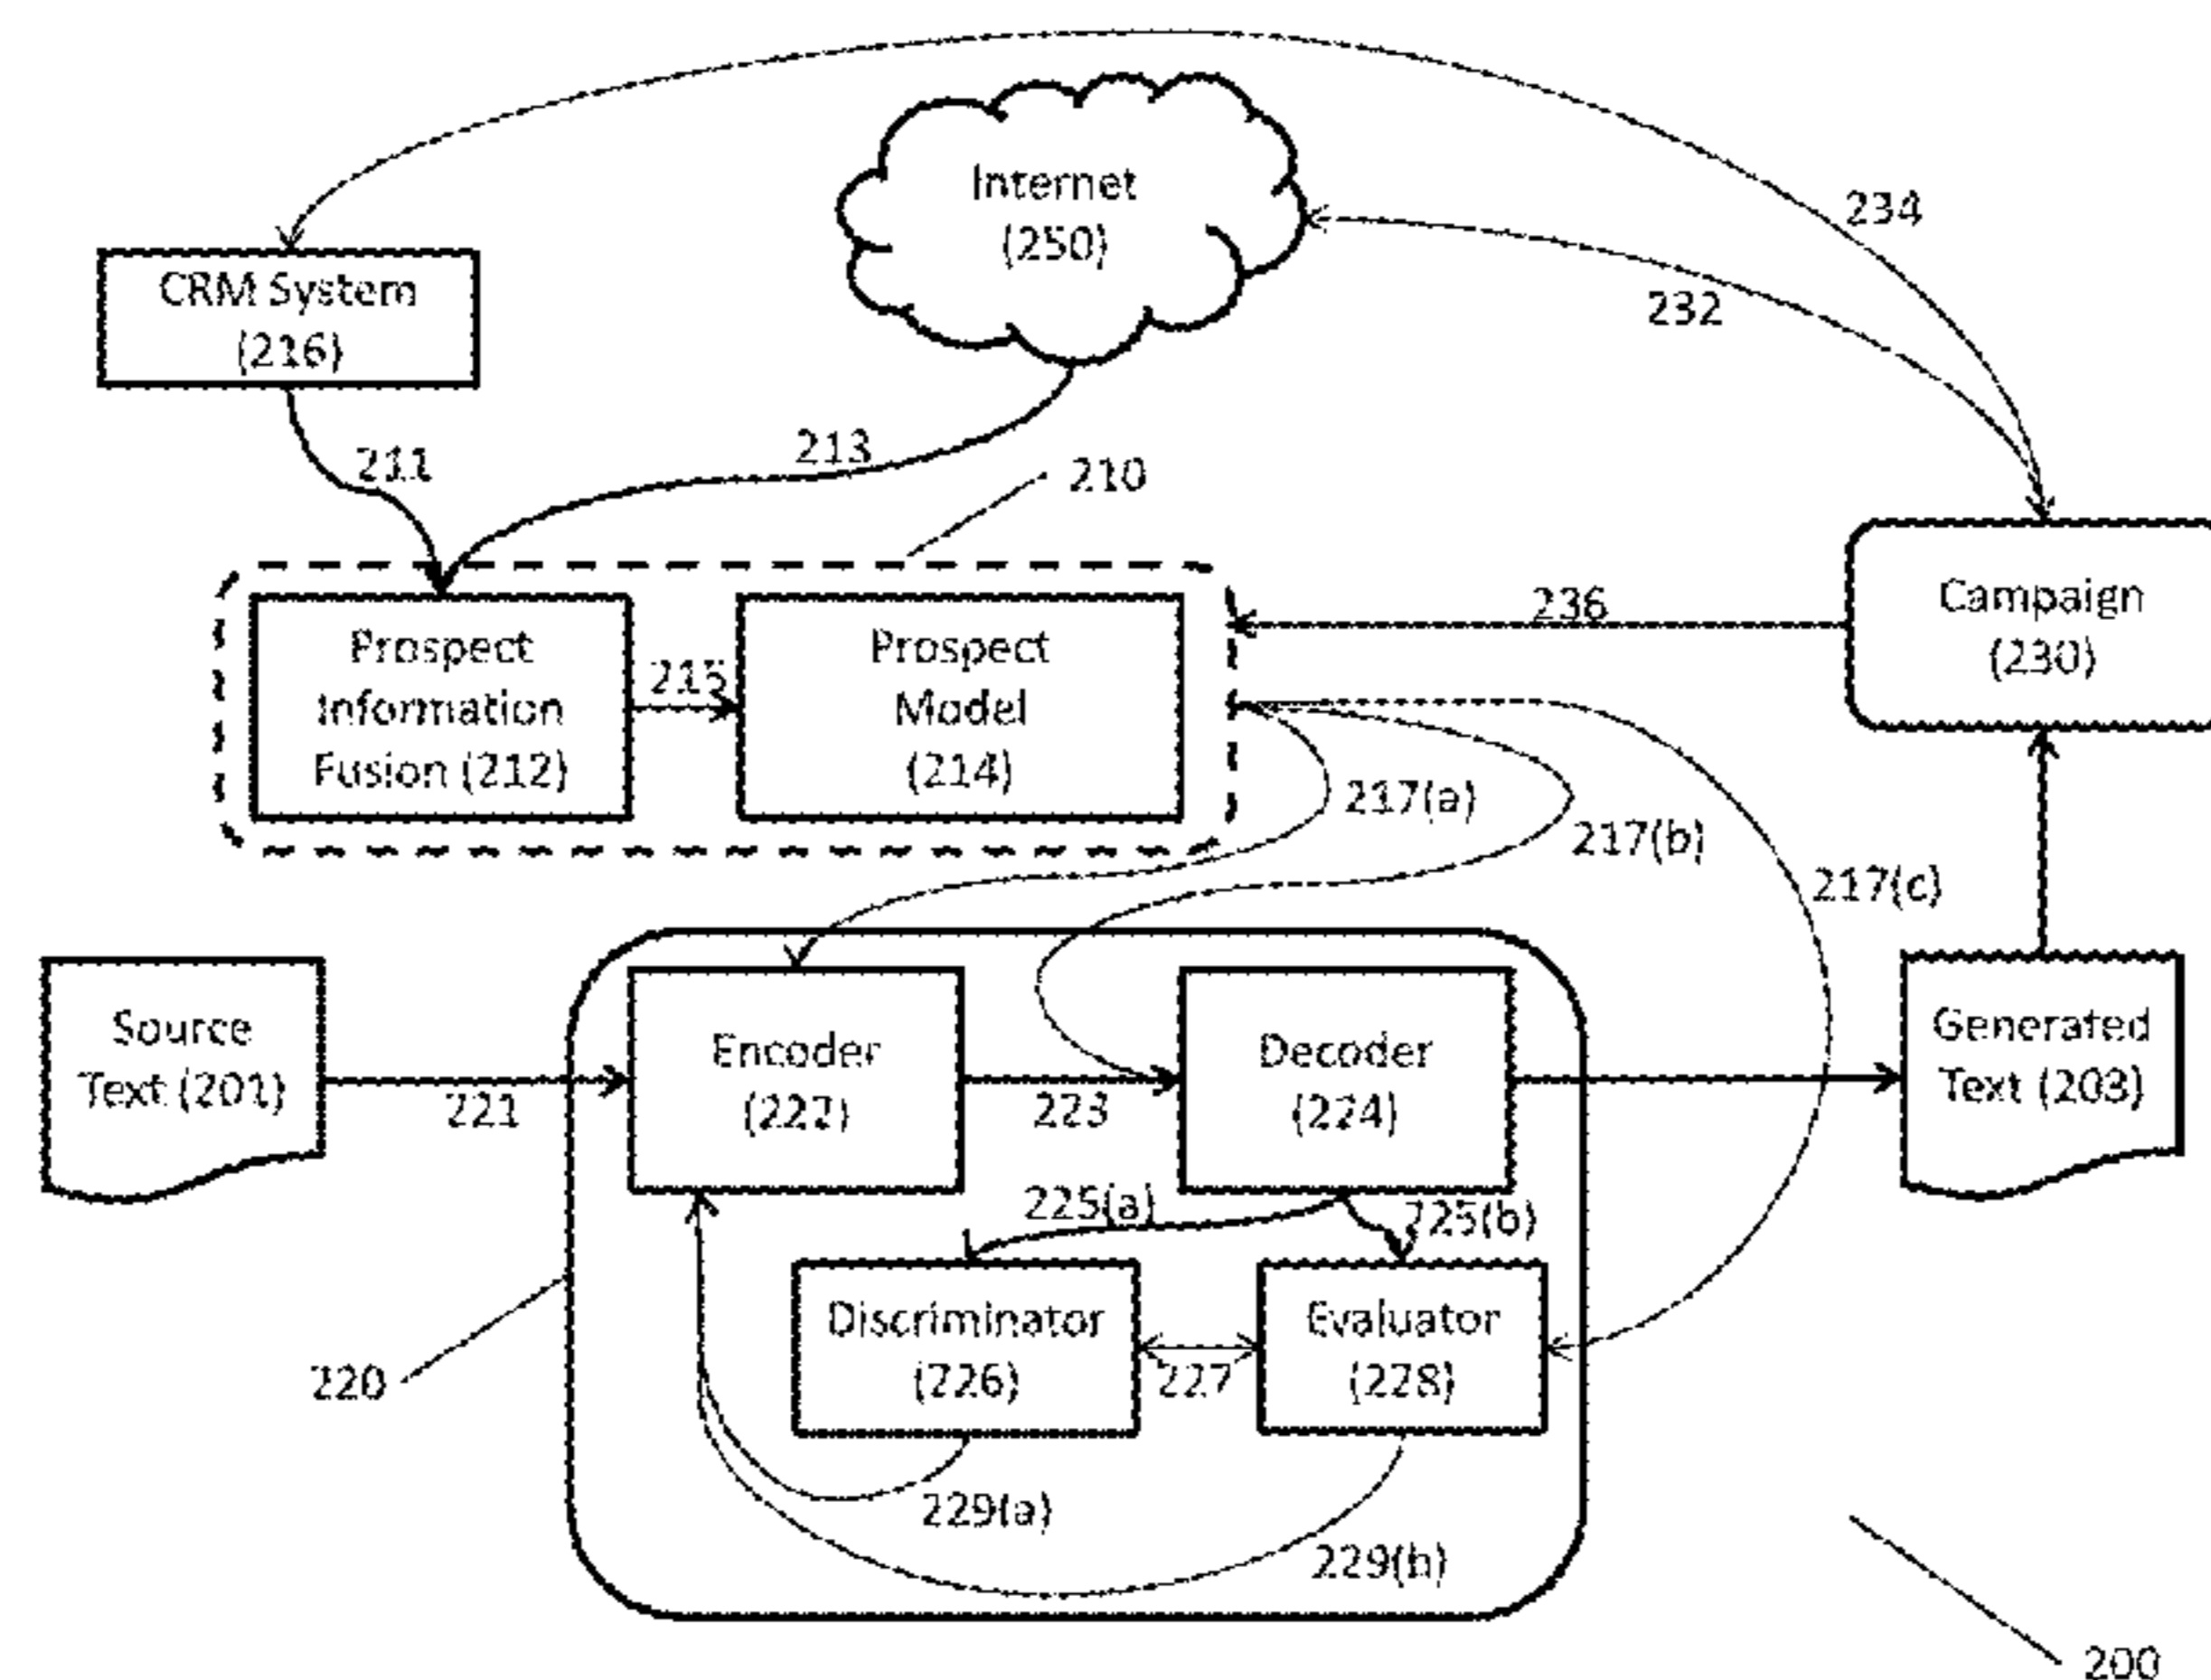 234
Internet
(250)
232
CRM System
(216)
211
213
210
236
Campaign
(230)
Prospect
Information
Fusion (212)
215
Prospect
Model
(214)
217(a)
217(b)
217(c)
Source
Text (201)
221
Encoder
(222)
223
Decoder
(224)
Generated
Text (203)
225(a)
225(b)
Discriminator
(226)
227
Evaluator
(228)
220
229(a)
229(b)
200